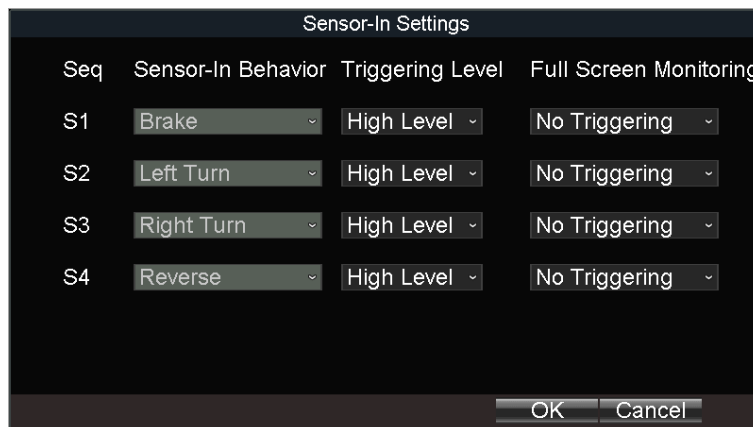 Sensor-In Settings
Seq Sensor-In Behavior Triggering Level Full Screen Monitoring
S1 Brake High Level No Triggering
S2 Left Turn High Level No Triggering
S3 Right Turn High Level No Triggering
S4 Reverse High Level No Triggering
OK Cancel